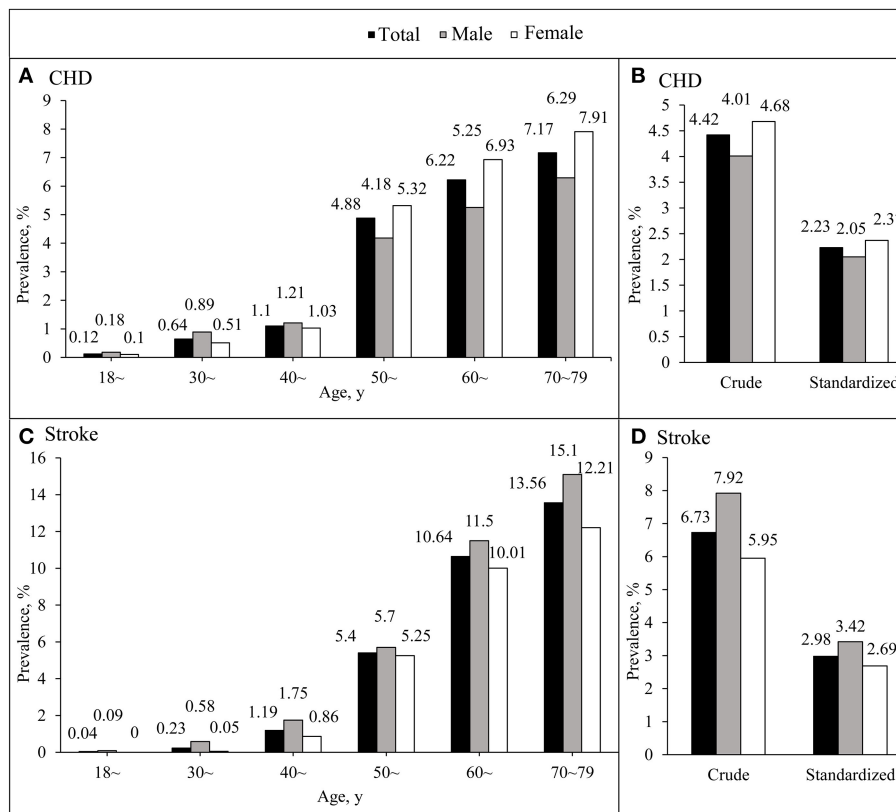 Total Male Female
A CHD
9
8
7
6
5
4
3
2
1
0
Prevalence, %
0.12 0.18 0.1
0.64 0.89 0.51
1.1 1.21 1.03
4.88 4.18 5.32
6.22 5.25 6.93
7.17 6.29 7.91
18~ 30~ 40~ 50~ 60~ 70~79
Age, y
B CHD
5
4.5
4
3.5
3
2.5
2
1.5
1
0.5
0
Prevalence, %
4.42 4.01 4.68
2.23 2.05 2.3
Crude Standardized
C Stroke
16
14
12
10
8
6
4
2
0
Prevalence, %
0.04 0.09 0
0.23 0.58 0.05
1.19 1.75 0.86
5.4 5.7 5.25
10.64 11.5 10.01
13.56 15.1 12.21
18~ 30~ 40~ 50~ 60~ 70~79
Age, y
D Stroke
9
8
7
6
5
4
3
2
1
0
Prevalence, %
6.73 7.92 5.95
2.98 3.42 2.69
Crude Standardized